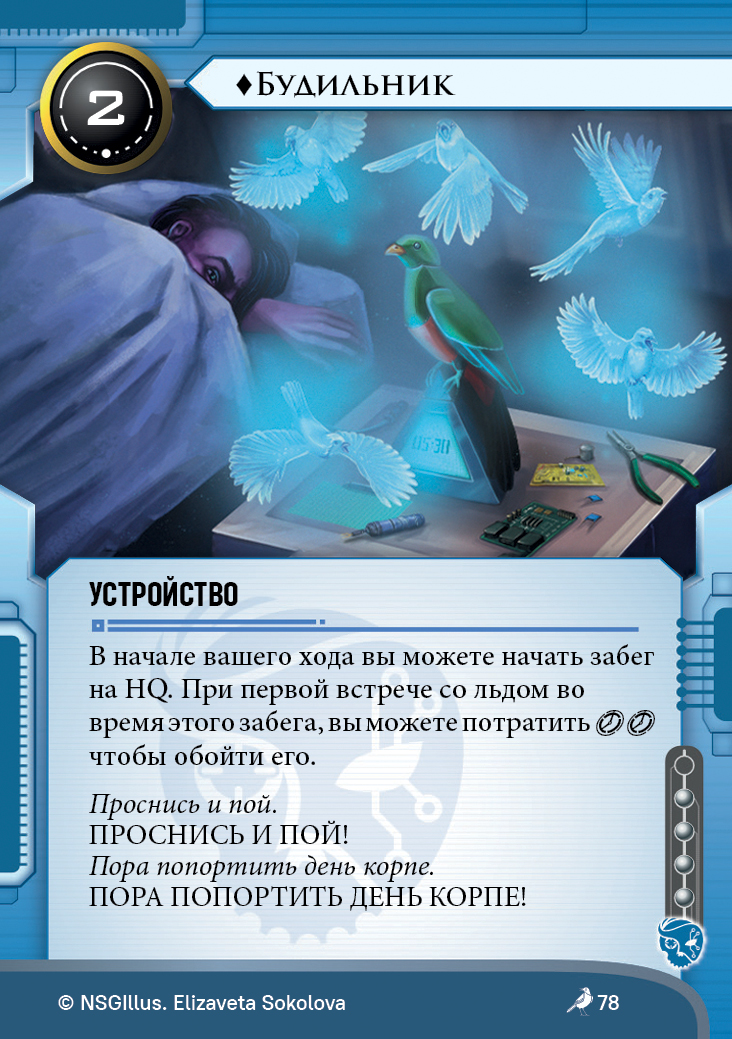 2
♦Будильник
УСТРОЙСТВО
В начале вашего хода вы можете начать забег
на HQ. При первой встрече со льдом во
время этого забега, вы можете потратить
чтобы обойти его.
Проснись и пой.
ПРОСНИСЬ И ПОЙ!
Пора попортить день корпе.
ПОРА ПОПОРТИТЬ ДЕНЬ КОРПЕ!
© NSGIllus. Elizaveta Sokolova
78